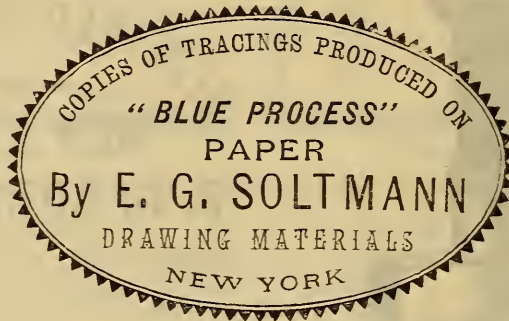 COPIES OF TRACINGS PRODUCED ON
"BLUE PROCESS"
PAPER
By E. G. SOLTMANN
DRAWING MATERIALS
NEW YORK